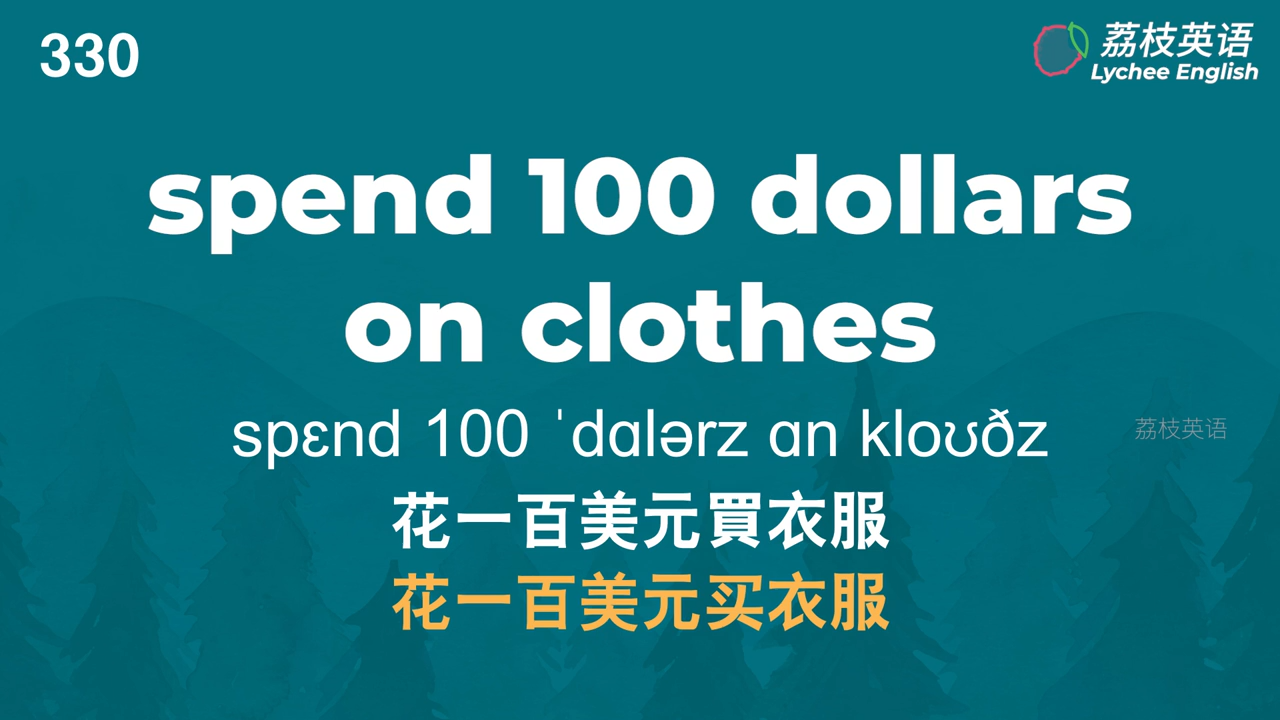 330
荔枝英语
Lychee English
spend 100 dollars
on clothes
spɛnd 100 ˈdɑlərz ɑn kloʊðz
荔枝英语
花一百美元買衣服
花一百美元买衣服